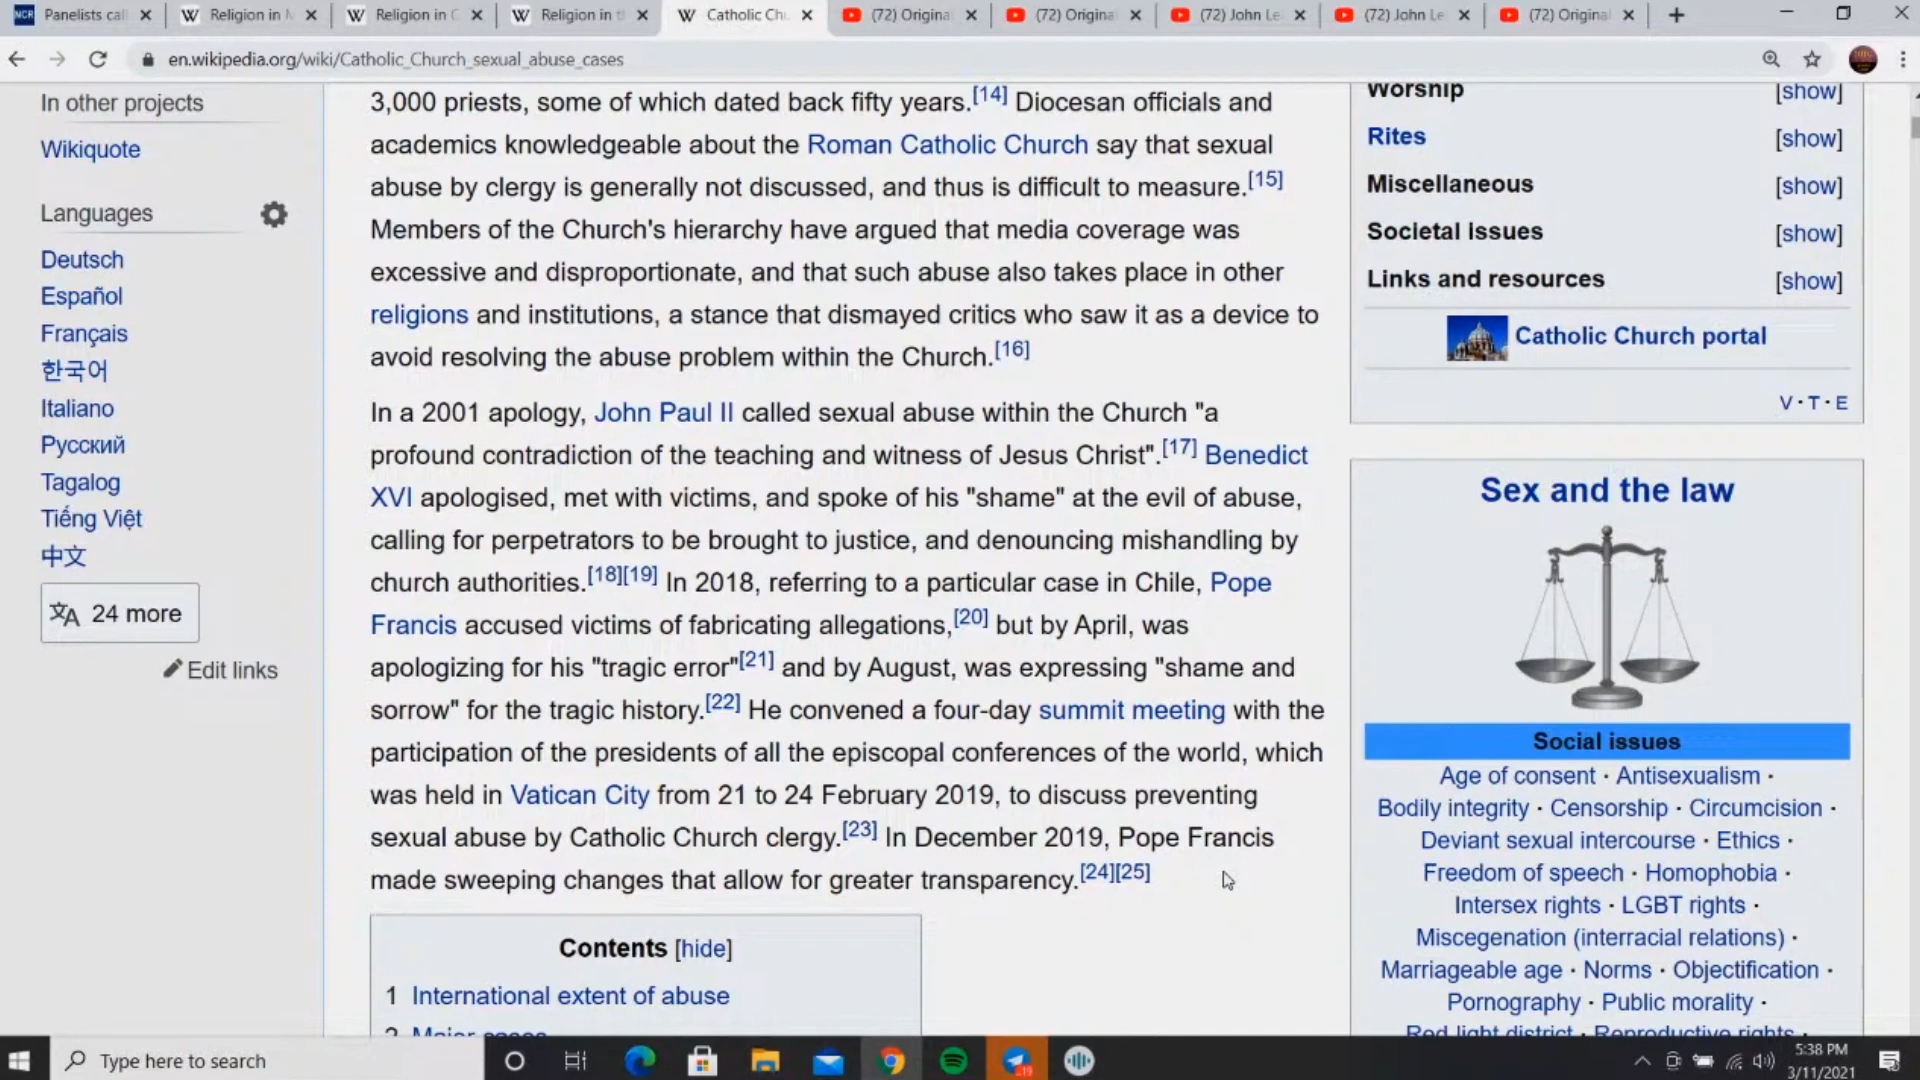 NCR Panelists cal
Religion in
Religion in
Religion in t
Catholic Chu
(72) Origina
(72) Origina
(72) John Le
(72) John Le
(72) Origina
en.wikipedia.org/wiki/Catholic_Church_sexual_abuse_cases
In other projects
Wikiquote
Languages
Deutsch
Español
Français
한국어
Italiano
Русский
Tagalog
Tiếng Việt
中文
24 more
Edit links
3,000 priests, some of which dated back fifty years.[14] Diocesan officials and
academics knowledgeable about the Roman Catholic Church say that sexual
abuse by clergy is generally not discussed, and thus is difficult to measure.[15]
Members of the Church's hierarchy have argued that media coverage was
excessive and disproportionate, and that such abuse also takes place in other
religions and institutions, a stance that dismayed critics who saw it as a device to
avoid resolving the abuse problem within the Church.[16]
In a 2001 apology, John Paul II called sexual abuse within the Church "a
profound contradiction of the teaching and witness of Jesus Christ".[17] Benedict
XVI apologised, met with victims, and spoke of his "shame" at the evil of abuse,
calling for perpetrators to be brought to justice, and denouncing mishandling by
church authorities.[18][19] In 2018, referring to a particular case in Chile, Pope
Francis accused victims of fabricating allegations,[20] but by April, was
apologizing for his "tragic error"[21] and by August, was expressing "shame and
sorrow" for the tragic history.[22] He convened a four-day summit meeting with the
participation of the presidents of all the episcopal conferences of the world, which
was held in Vatican City from 21 to 24 February 2019, to discuss preventing
sexual abuse by Catholic Church clergy.[23] In December 2019, Pope Francis
made sweeping changes that allow for greater transparency.[24][25]
Contents [hide]
1 International extent of abuse
2 Major cases
Worship [show]
Rites [show]
Miscellaneous [show]
Societal issues [show]
Links and resources [show]
Catholic Church portal
V · T · E
Sex and the law
Social issues
Age of consent · Antisexualism ·
Bodily integrity · Censorship · Circumcision ·
Deviant sexual intercourse · Ethics ·
Freedom of speech · Homophobia ·
Intersex rights · LGBT rights ·
Miscegenation (interracial relations) ·
Marriageable age · Norms · Objectification ·
Pornography · Public morality ·
Red-light district · Reproductive rights ·
Type here to search
5:38 PM
3/11/2021